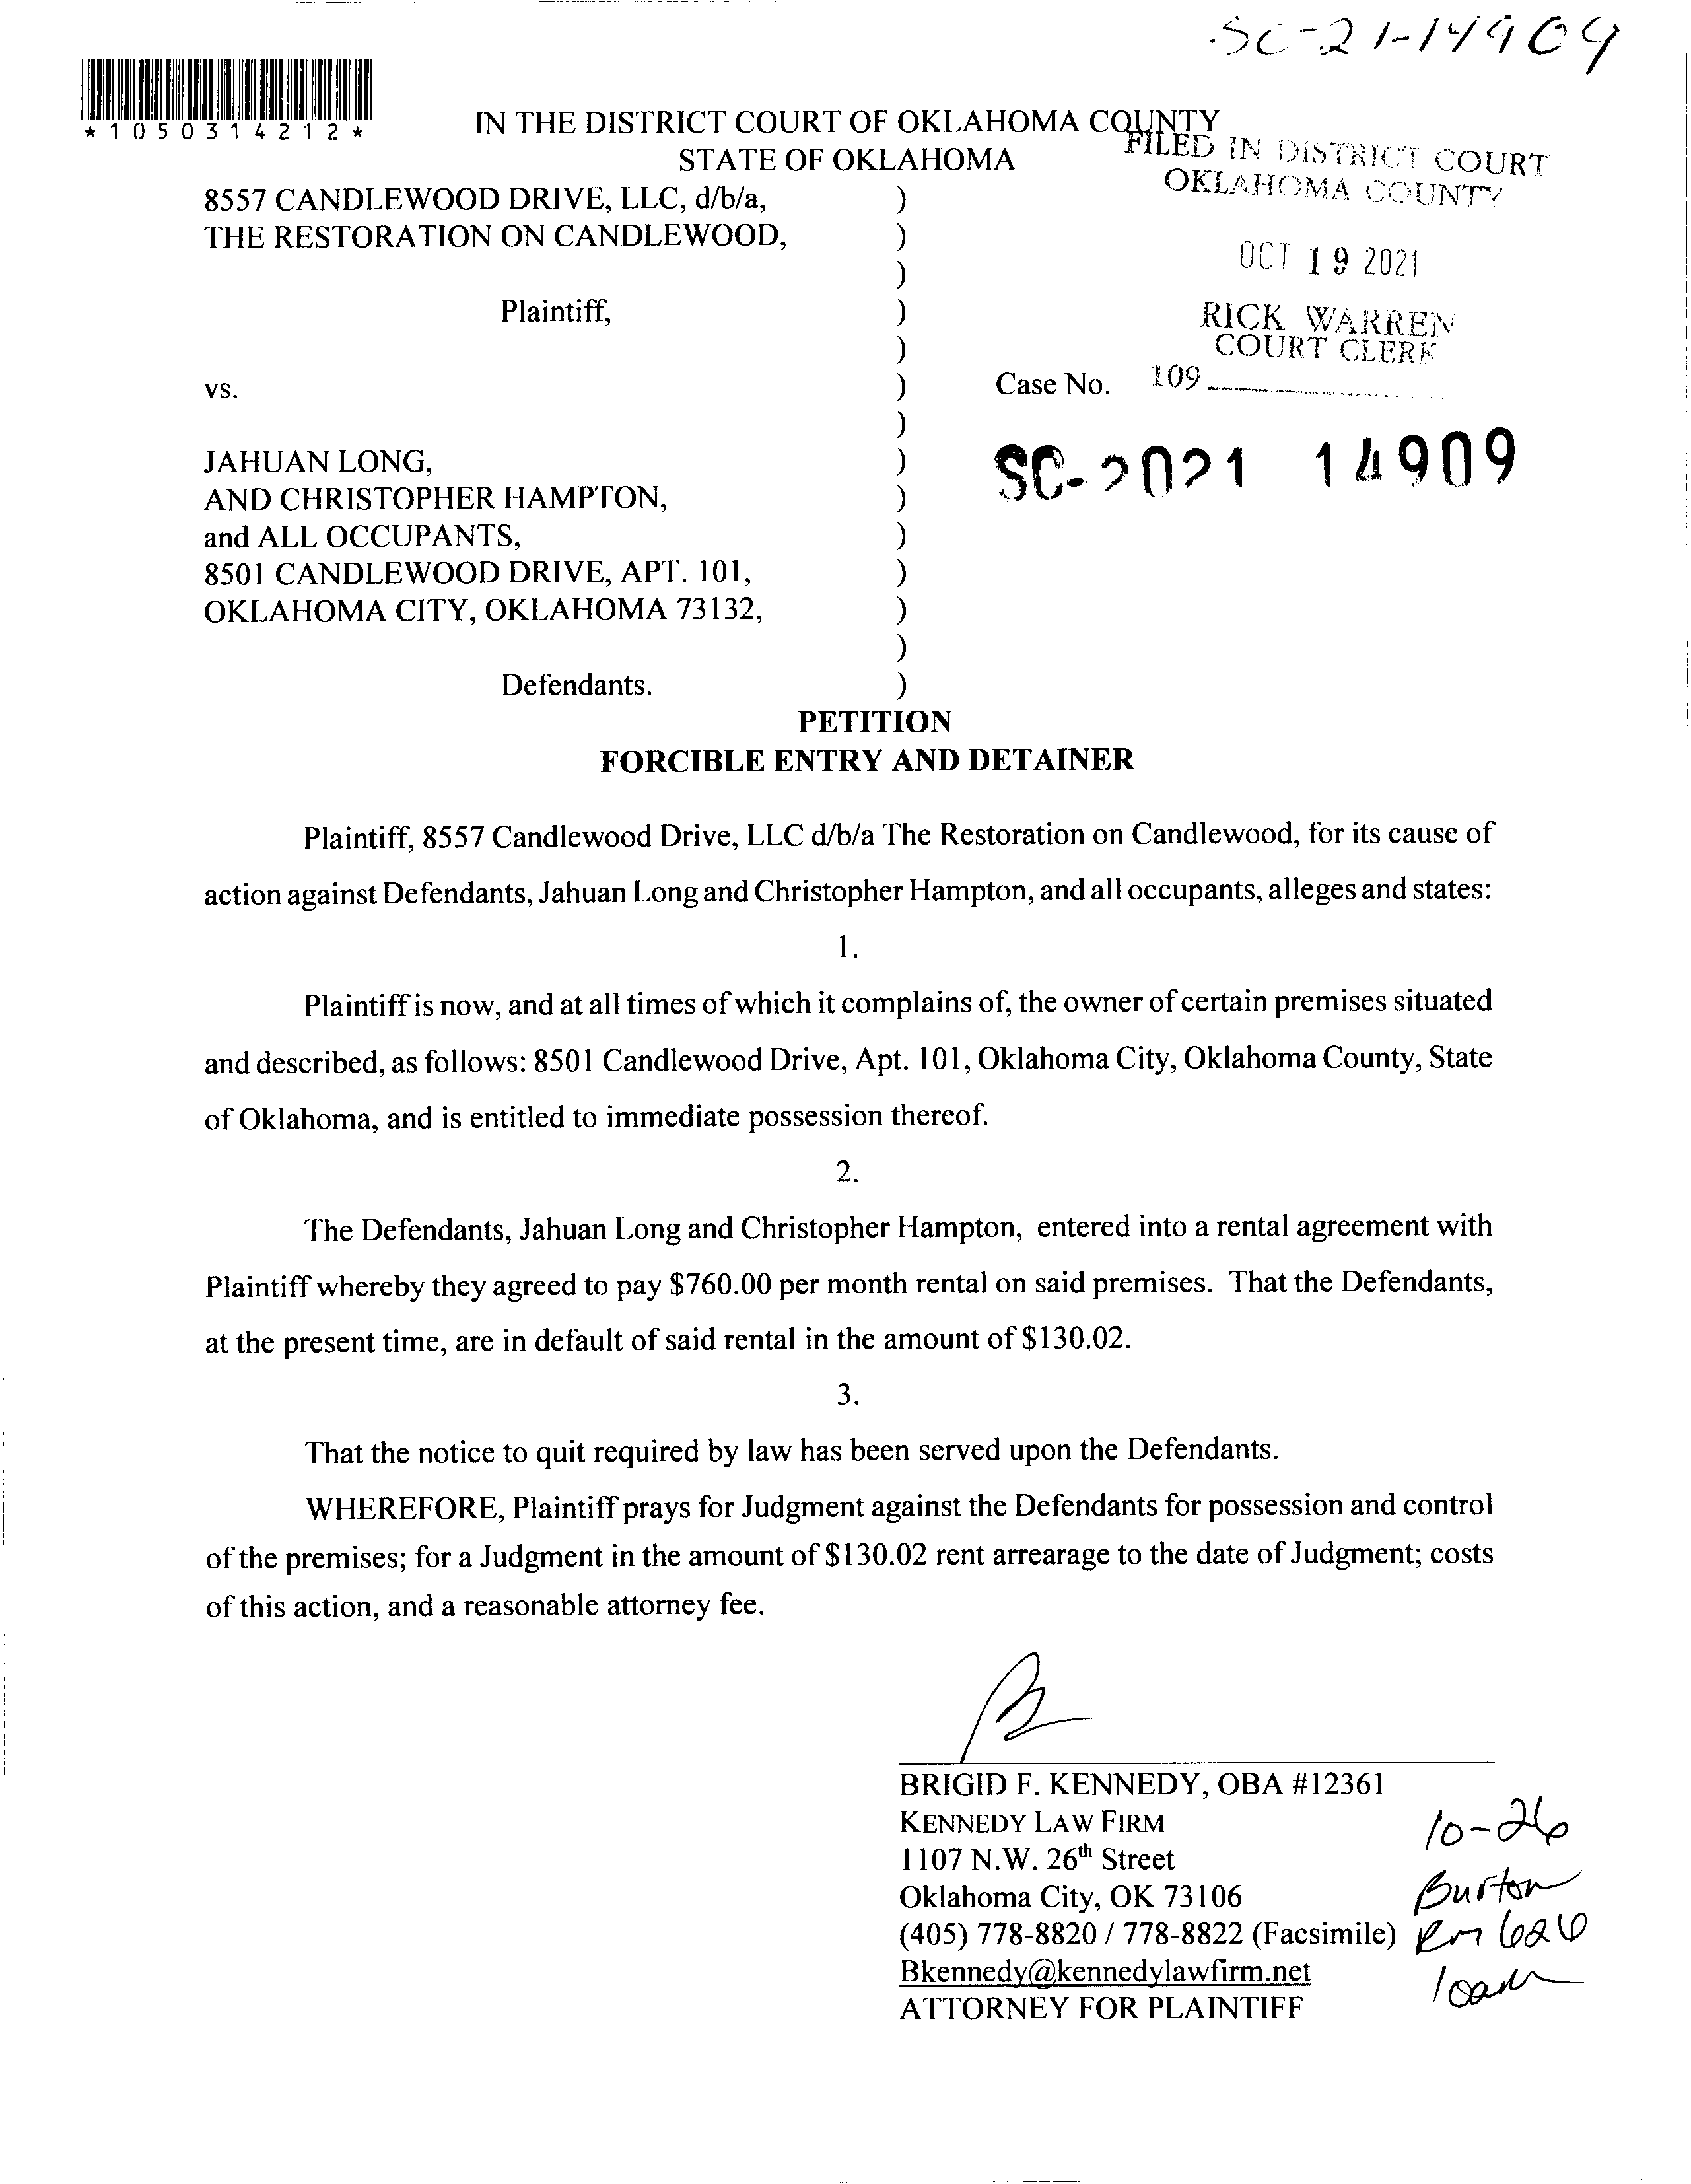 SC-21-14909
*1050314212*
IN THE DISTRICT COURT OF OKLAHOMA COUNTY
STATE OF OKLAHOMA
FILED IN DISTRICT COURT
OKLAHOMA COUNTY
OCT 19 2021
RICK WARREN
COURT CLERK
109
8557 CANDLEWOOD DRIVE, LLC, d/b/a, )
THE RESTORATION ON CANDLEWOOD, )
)
Plaintiff, )
)
vs. ) Case No.
)
JAHUAN LONG, ) SC-2021 14909
AND CHRISTOPHER HAMPTON, )
and ALL OCCUPANTS, )
8501 CANDLEWOOD DRIVE, APT. 101, )
OKLAHOMA CITY, OKLAHOMA 73132, )
)
Defendants. )
PETITION
FORCIBLE ENTRY AND DETAINER
Plaintiff, 8557 Candlewood Drive, LLC d/b/a The Restoration on Candlewood, for its cause of
action against Defendants, Jahuan Long and Christopher Hampton, and all occupants, alleges and states:
1.
Plaintiff is now, and at all times of which it complains of, the owner of certain premises situated
and described, as follows: 8501 Candlewood Drive, Apt. 101, Oklahoma City, Oklahoma County, State
of Oklahoma, and is entitled to immediate possession thereof.
2.
The Defendants, Jahuan Long and Christopher Hampton, entered into a rental agreement with
Plaintiff whereby they agreed to pay $760.00 per month rental on said premises. That the Defendants,
at the present time, are in default of said rental in the amount of $130.02.
3.
That the notice to quit required by law has been served upon the Defendants.
WHEREFORE, Plaintiff prays for Judgment against the Defendants for possession and control
of the premises; for a Judgment in the amount of $130.02 rent arrearage to the date of Judgment; costs
of this action, and a reasonable attorney fee.
BRIGID F. KENNEDY, OBA #12361
KENNEDY LAW FIRM
1107 N.W. 26th Street
Oklahoma City, OK 73106
(405) 778-8820 / 778-8822 (Facsimile)
Bkennedy@kennedylawfirm.net
ATTORNEY FOR PLAINTIFF
10-26
Burton
Rm 626
10am